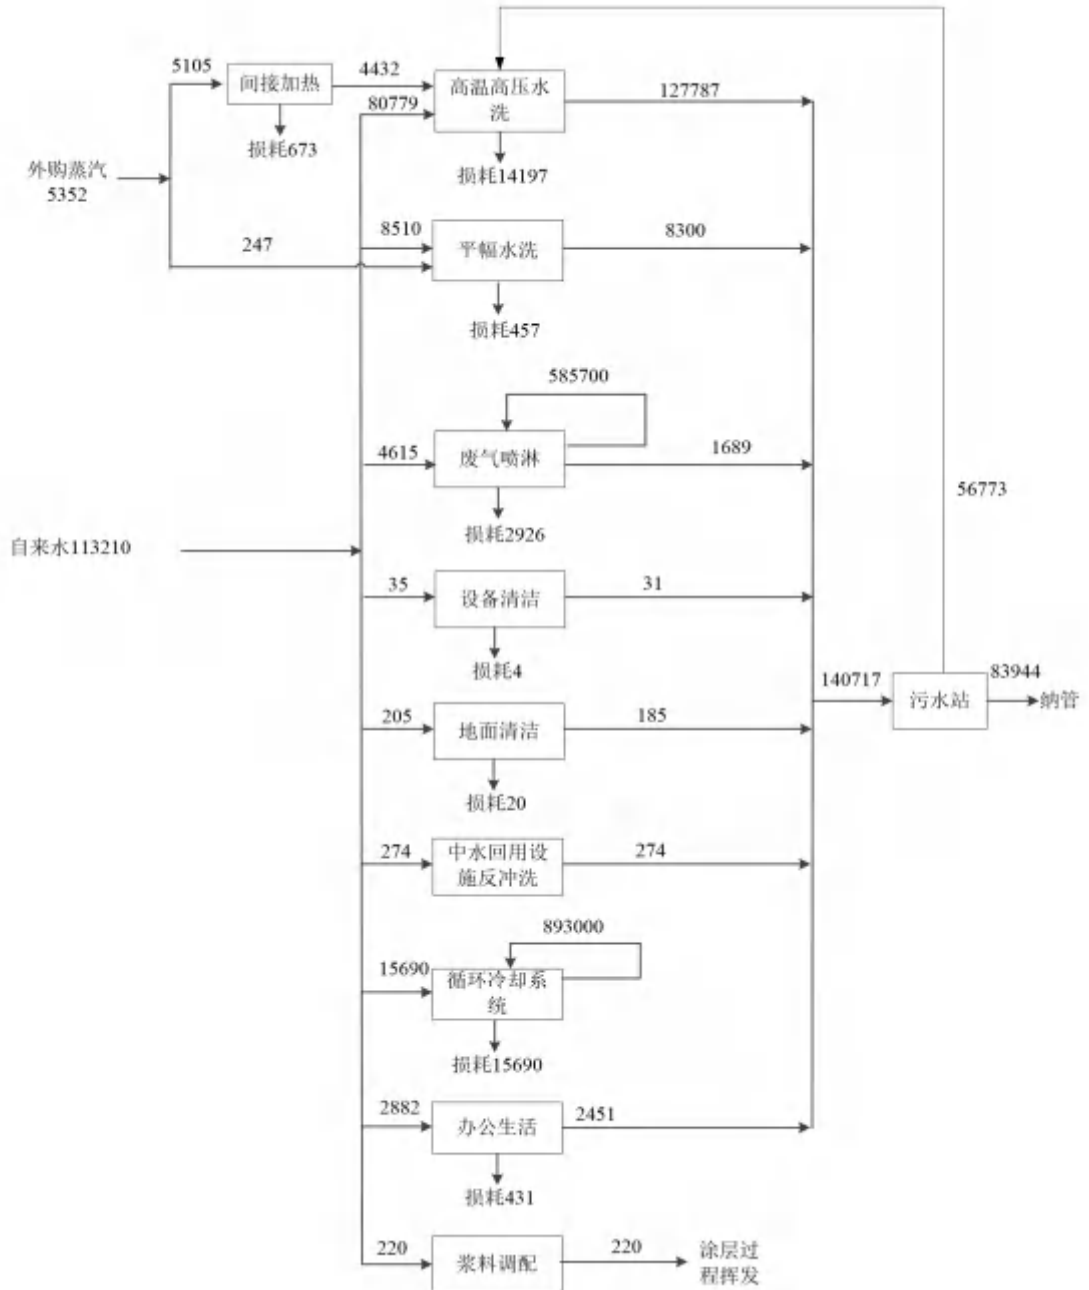 5105
间接加热
4432
高温高压水
洗
127787
80779
损耗673
损耗14197
外购蒸汽
5352
247
8510
平幅水洗
8300
损耗457
585700
4615
废气喷淋
1689
损耗2926
56773
自来水113210
35
设备清洁
31
损耗4
140717
污水站
83944
纳管
205
地面清洁
185
损耗20
274
中水回用设
施反冲洗
274
893000
15690
循环冷却系
统
损耗15690
2882
办公生活
2451
损耗431
220
浆料调配
220
涂层过
程挥发